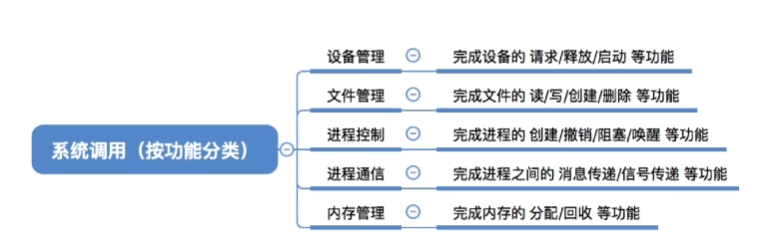 设备管理 完成设备的 请求/释放/启动 等功能
文件管理 完成文件的 读/写/创建/删除 等功能
进程控制 完成进程的 创建/撤销/阻塞/唤醒 等功能
系统调用（按功能分类）
进程通信 完成进程之间的 消息传递/信号传递 等功能
内存管理 完成内存的 分配/回收 等功能